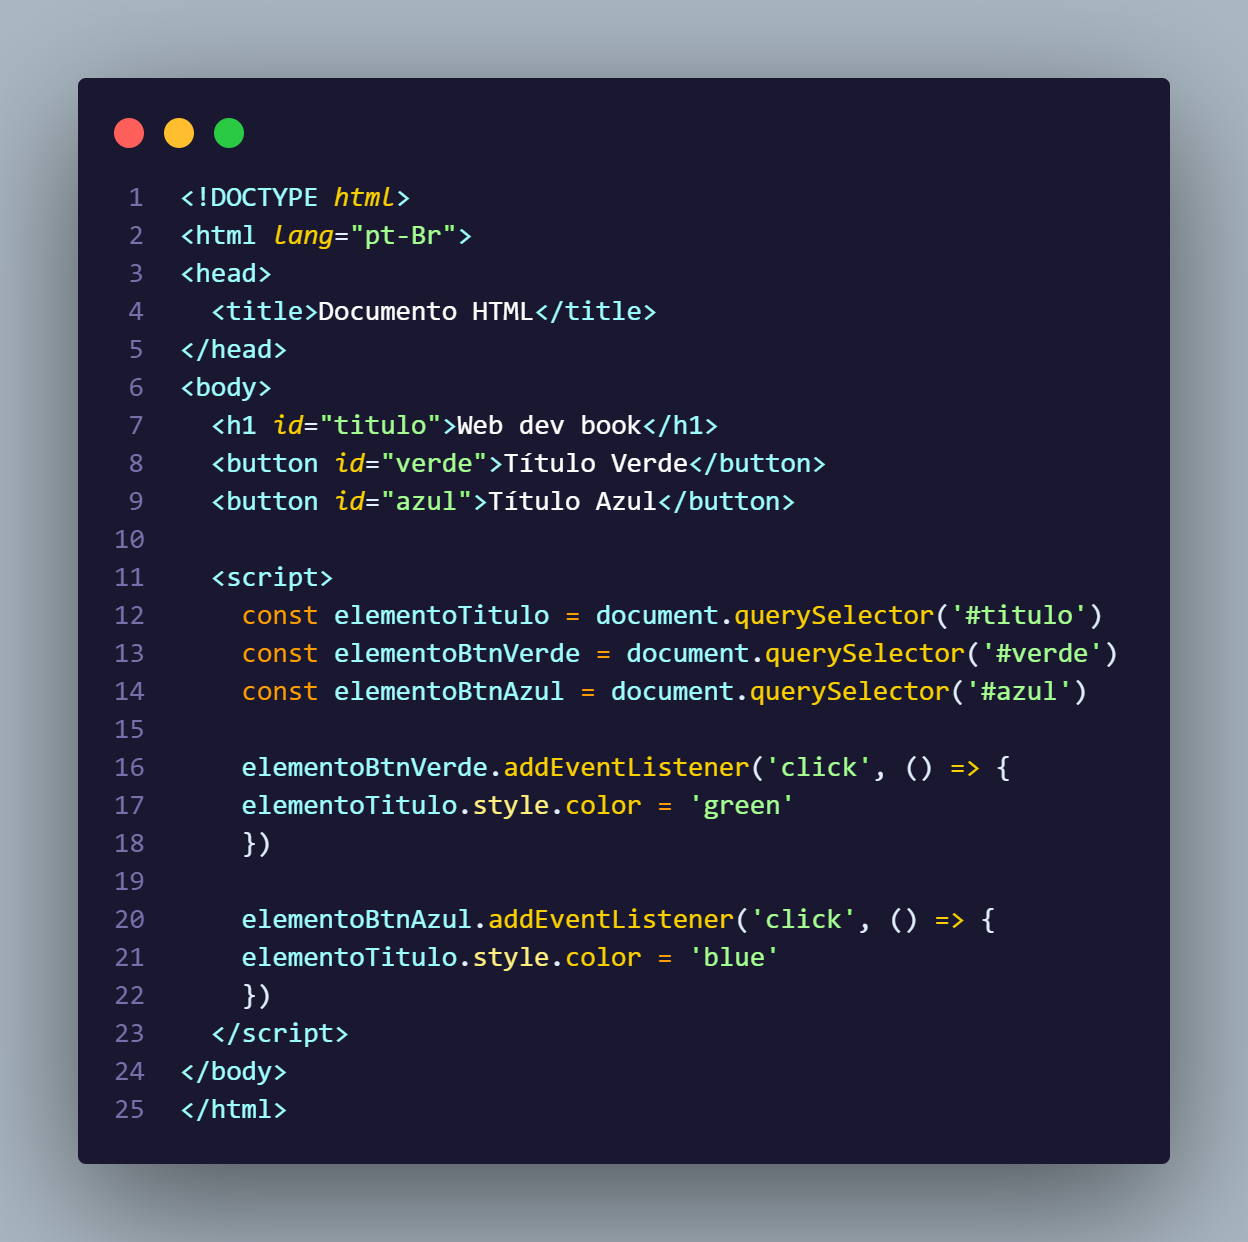 1 <!DOCTYPE html>
2 <html lang="pt-Br">
3 <head>
4   <title>Documento HTML</title>
5 </head>
6 <body>
7   <h1 id="titulo">Web dev book</h1>
8   <button id="verde">Título Verde</button>
9   <button id="azul">Título Azul</button>
10
11   <script>
12     const elementoTitulo = document.querySelector('#titulo')
13     const elementoBtnVerde = document.querySelector('#verde')
14     const elementoBtnAzul = document.querySelector('#azul')
15
16     elementoBtnVerde.addEventListener('click', () => {
17     elementoTitulo.style.color = 'green'
18     })
19
20     elementoBtnAzul.addEventListener('click', () => {
21     elementoTitulo.style.color = 'blue'
22     })
23   </script>
24 </body>
25 </html>